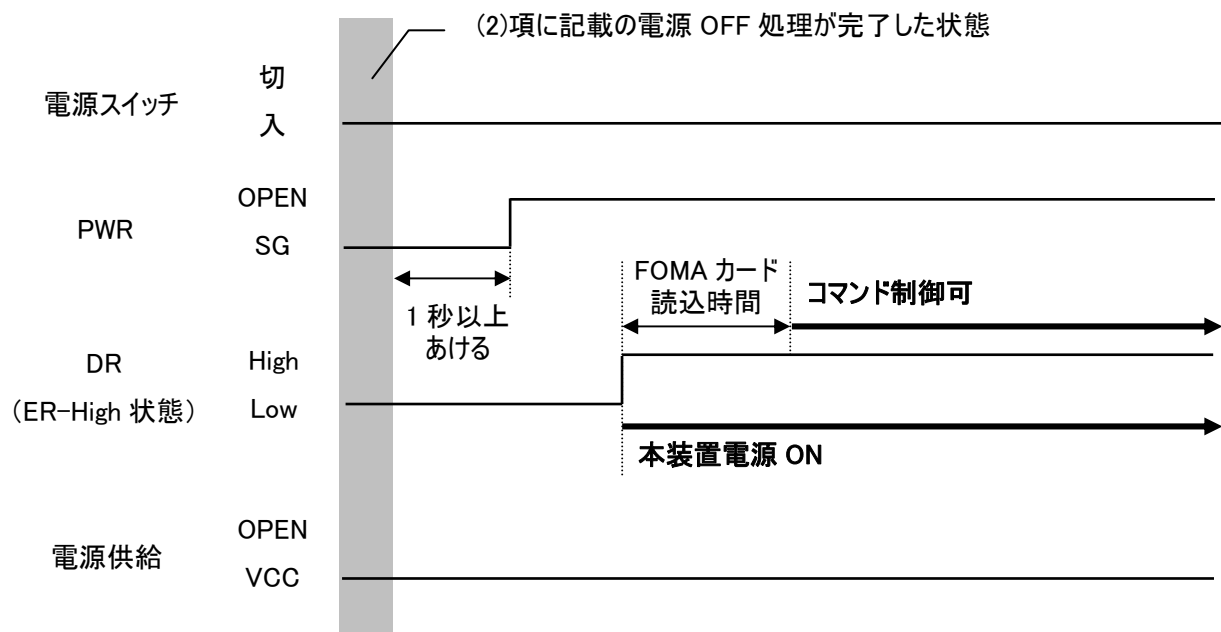 (2)項に記載の電源 OFF 処理が完了した状態
電源スイッチ
切
入
PWR
OPEN
SG
1 秒以上
あける
FOMA カード
読込時間
コマンド制御可
DR
(ER-High 状態)
High
Low
本装置電源 ON
電源供給
OPEN
VCC